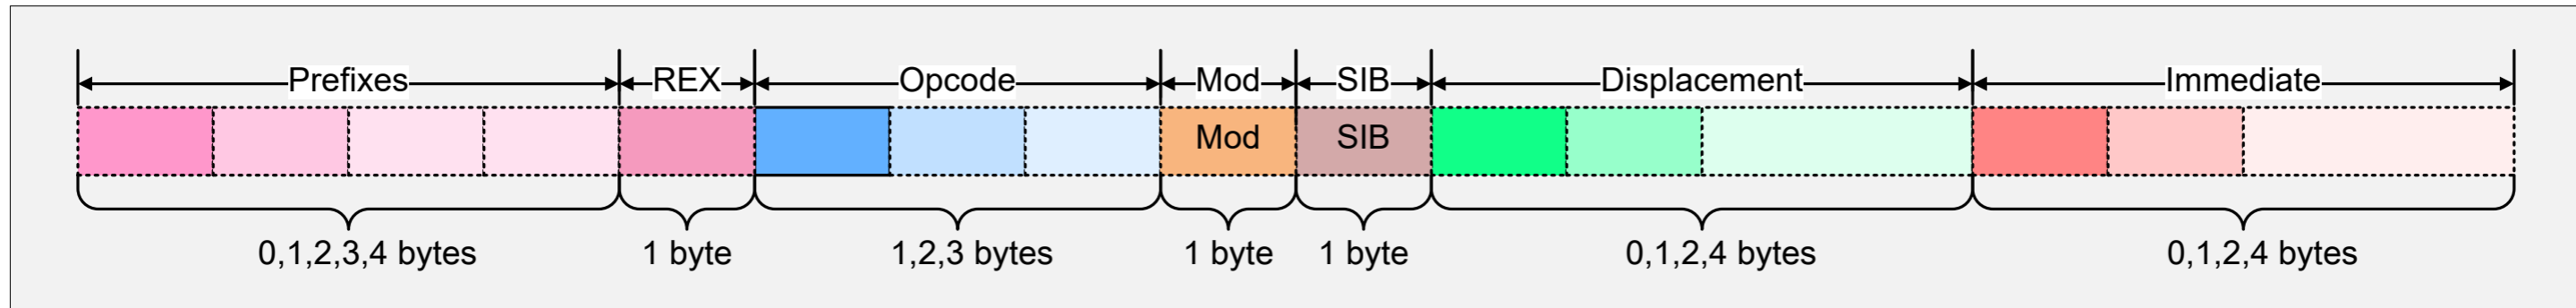 Prefixes REX Opcode Mod SIB Displacement Immediate
Mod SIB
0,1,2,3,4 bytes 1 byte 1,2,3 bytes 1 byte 1 byte 0,1,2,4 bytes 0,1,2,4 bytes